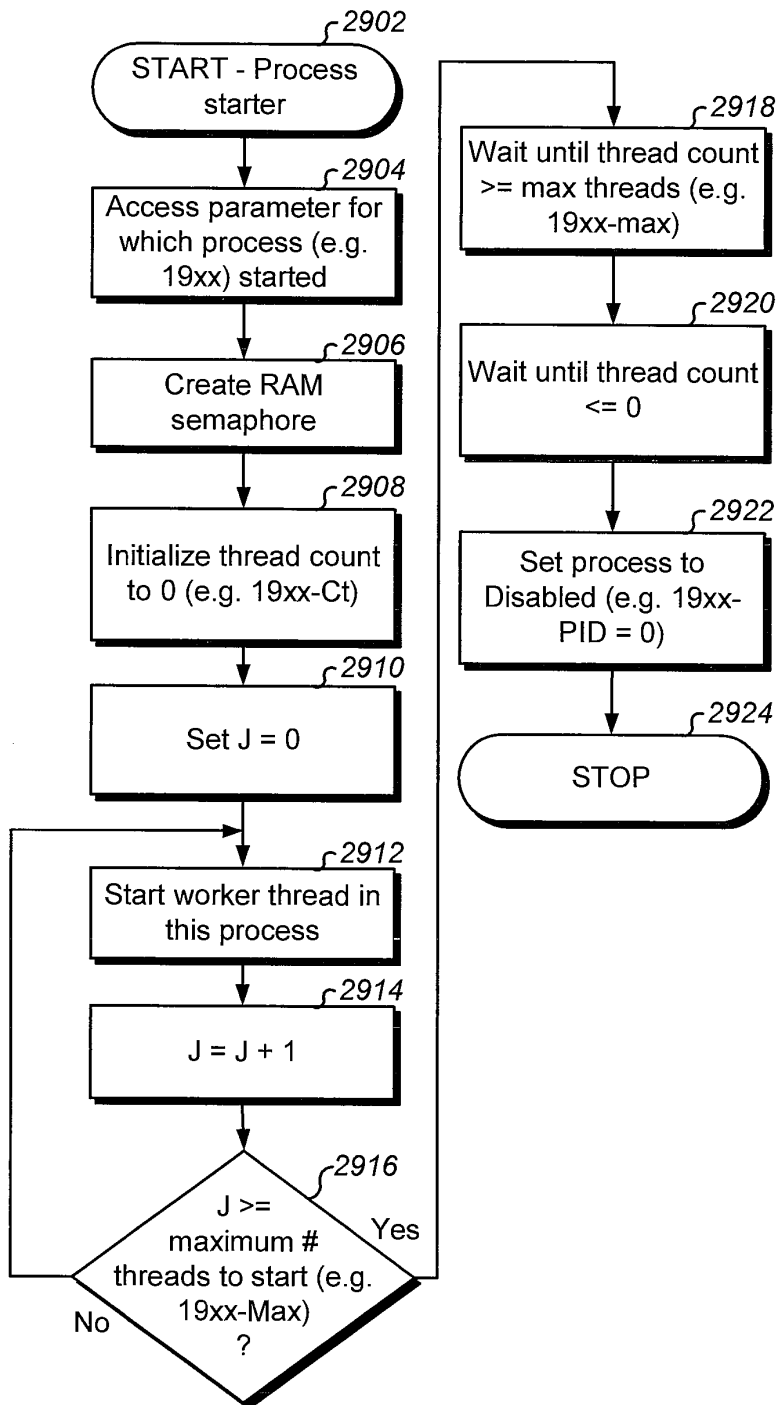 2902
START - Process
starter
2904
Access parameter for
which process (e.g.
19xx) started
2906
Create RAM
semaphore
2908
Initialize thread count
to 0 (e.g. 19xx-Ct)
2910
Set J = 0
2912
Start worker thread in
this process
2914
J = J + 1
2916
J >=
maximum #
threads to start (e.g.
19xx-Max)
?
Yes
No
2918
Wait until thread count
>= max threads (e.g.
19xx-max)
2920
Wait until thread count
<= 0
2922
Set process to
Disabled (e.g. 19xx-
PID = 0)
2924
STOP